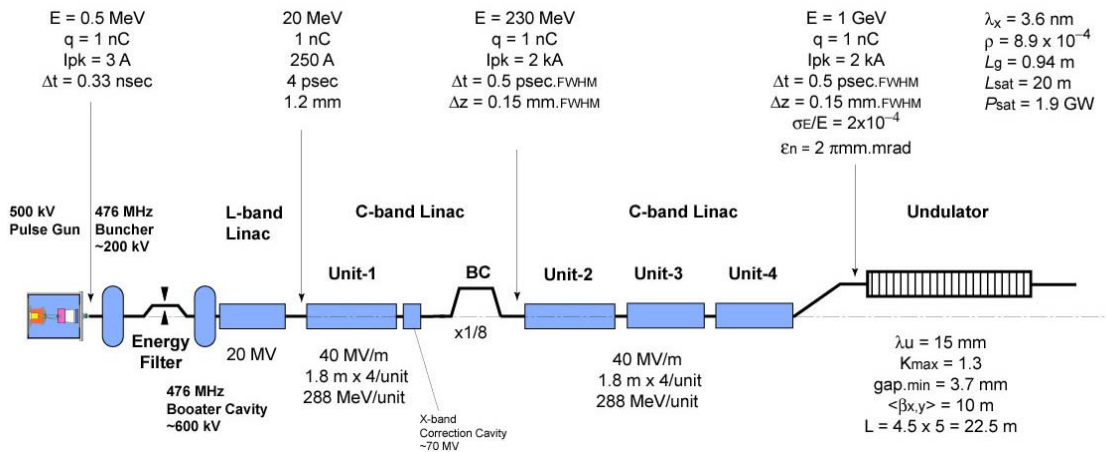 E = 0.5 MeV
q = 1 nC
Ipk = 3 A
Δt = 0.33 nsec
20 MeV
1 nC
250 A
4 psec
1.2 mm
E = 230 MeV
q = 1 nC
Ipk = 2 kA
Δt = 0.5 psec.FWHM
Δz = 0.15 mm.FWHM
E = 1 GeV
q = 1 nC
Ipk = 2 kA
Δt = 0.5 psec.FWHM
Δz = 0.15 mm.FWHM
σE/E = 2x10⁻⁴
εn = 2 πmm.mrad
λx = 3.6 nm
ρ = 8.9 x 10⁻⁴
Lg = 0.94 m
Lsat = 20 m
Psat = 1.9 GW
500 kV
Pulse Gun
476 MHz
Buncher
~200 kV
L-band
Linac
C-band Linac
C-band Linac
Undulator
Unit-1
BC
Unit-2
Unit-3
Unit-4
Energy
Filter
x1/8
20 MV
40 MV/m
1.8 m x 4/unit
288 MeV/unit
40 MV/m
1.8 m x 4/unit
288 MeV/unit
476 MHz
Booater Cavity
~600 kV
X-band
Correction Cavity
~70 MV
λu = 15 mm
Kmax = 1.3
gap.min = 3.7 mm
<βx,y> = 10 m
L = 4.5 x 5 = 22.5 m